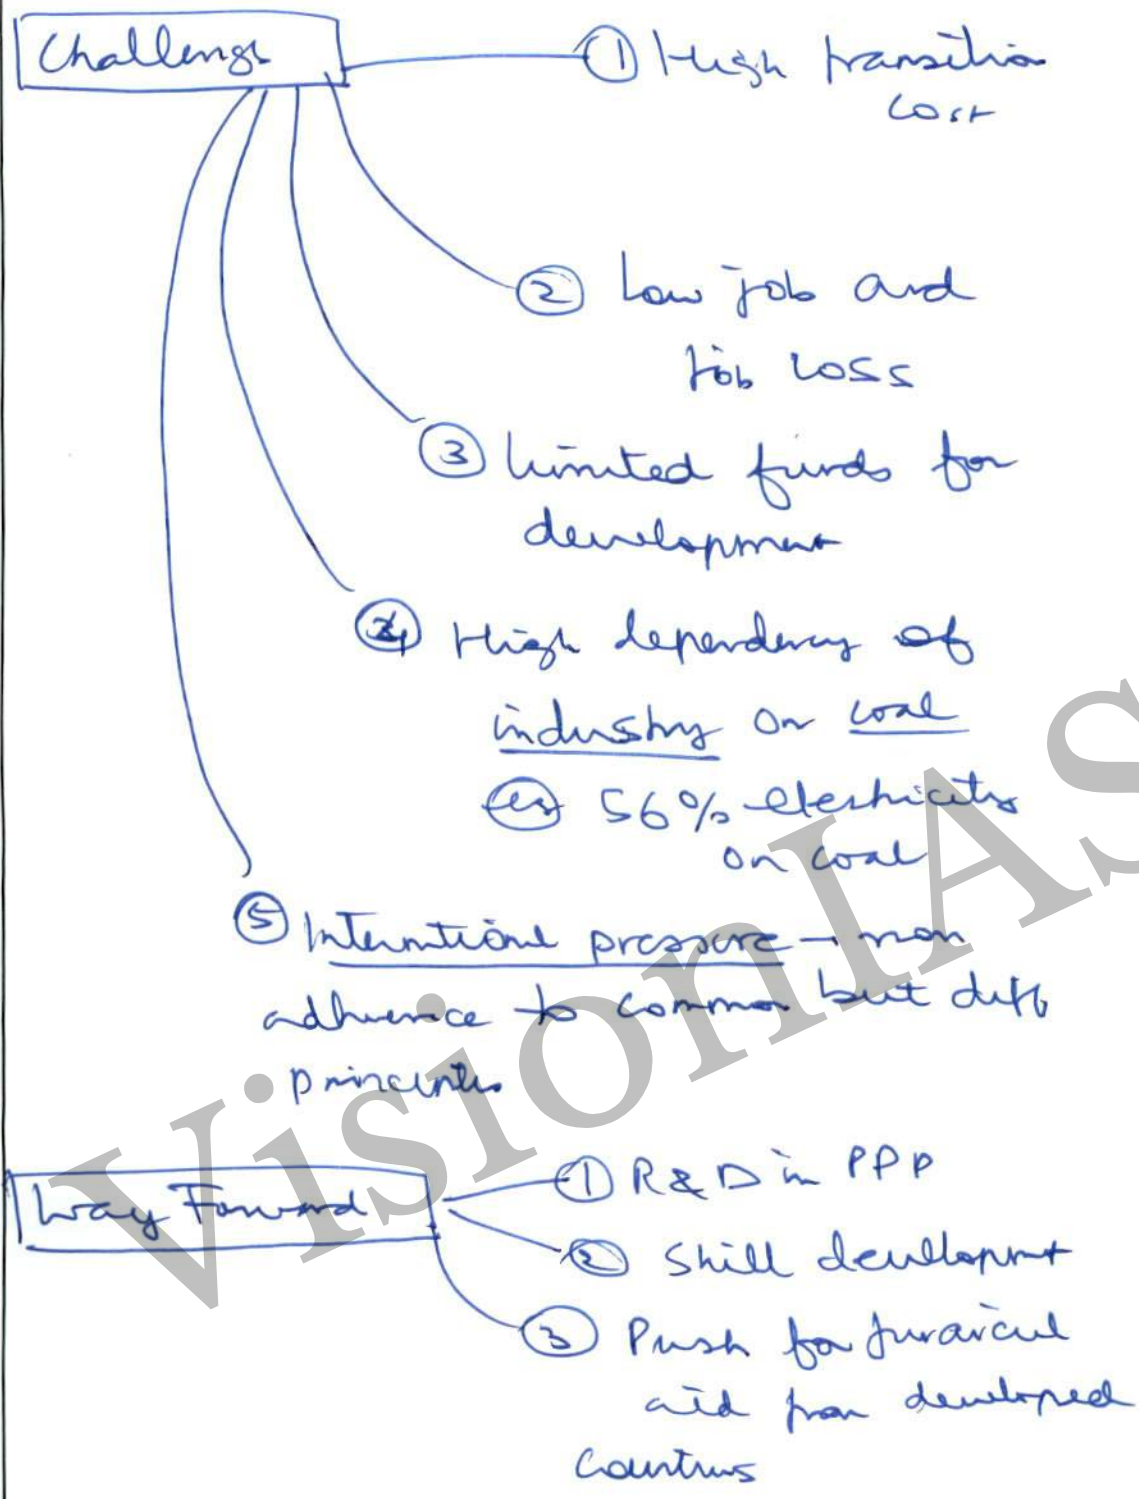 Challenge
① High transition
cost
② Low job and
job loss
③ Limited funds for
development
④ High dependency of
industry on coal
eg 56% electricity
on coal
⑤ International pressure - non
adherence to common but diff
principles
Way Forward
① R&D in PPP
② Skill development
③ Push for financial
aid from developed
countries
VisionIAS